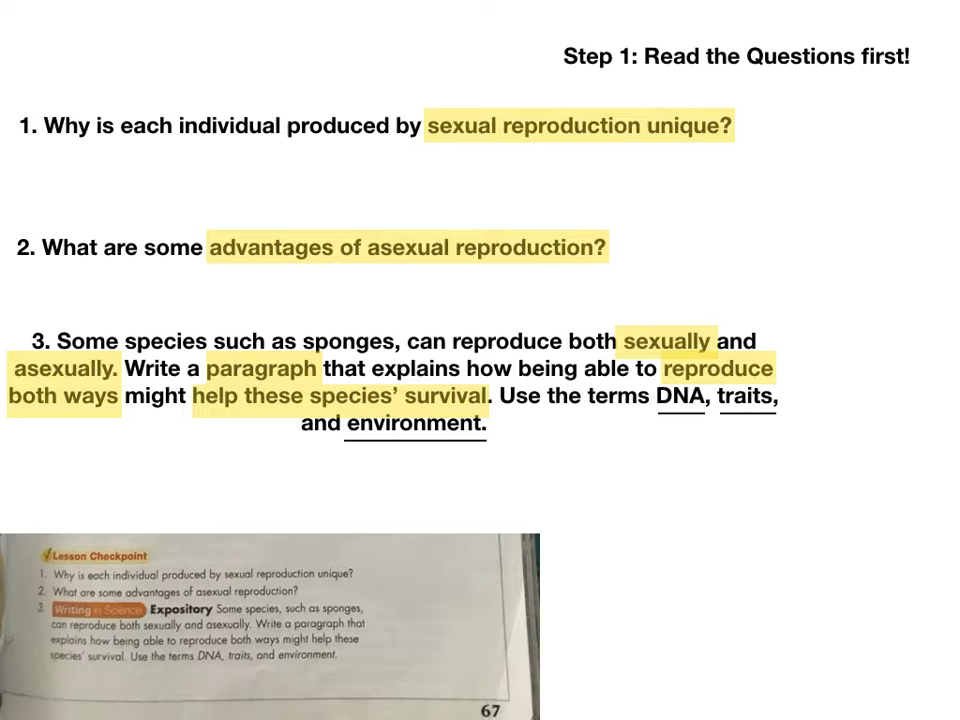 Step 1: Read the Questions first!
1. Why is each individual produced by sexual reproduction unique?
2. What are some advantages of asexual reproduction?
3. Some species such as sponges, can reproduce both sexually and
asexually. Write a paragraph that explains how being able to reproduce
both ways might help these species’ survival. Use the terms DNA, traits,
and environment.
Lesson Checkpoint
1. Why is each individual produced by sexual reproduction unique?
2. What are some advantages of asexual reproduction?
3. Writing in Science Expository Some species, such as sponges,
can reproduce both sexually and asexually. Write a paragraph that
explains how being able to reproduce both ways might help these
species' survival. Use the terms DNA, traits, and environment.
67